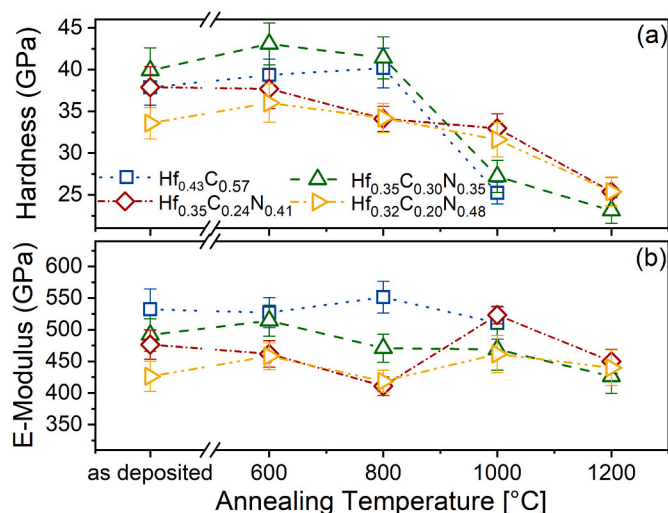 (a)
Hardness (GPa)
45
40
35
30
25
Hf0.43C0.57
Hf0.35C0.30N0.35
Hf0.35C0.24N0.41
Hf0.32C0.20N0.48
(b)
E-Modulus (GPa)
600
550
500
450
400
350
as deposited 600 800 1000 1200
Annealing Temperature [°C]